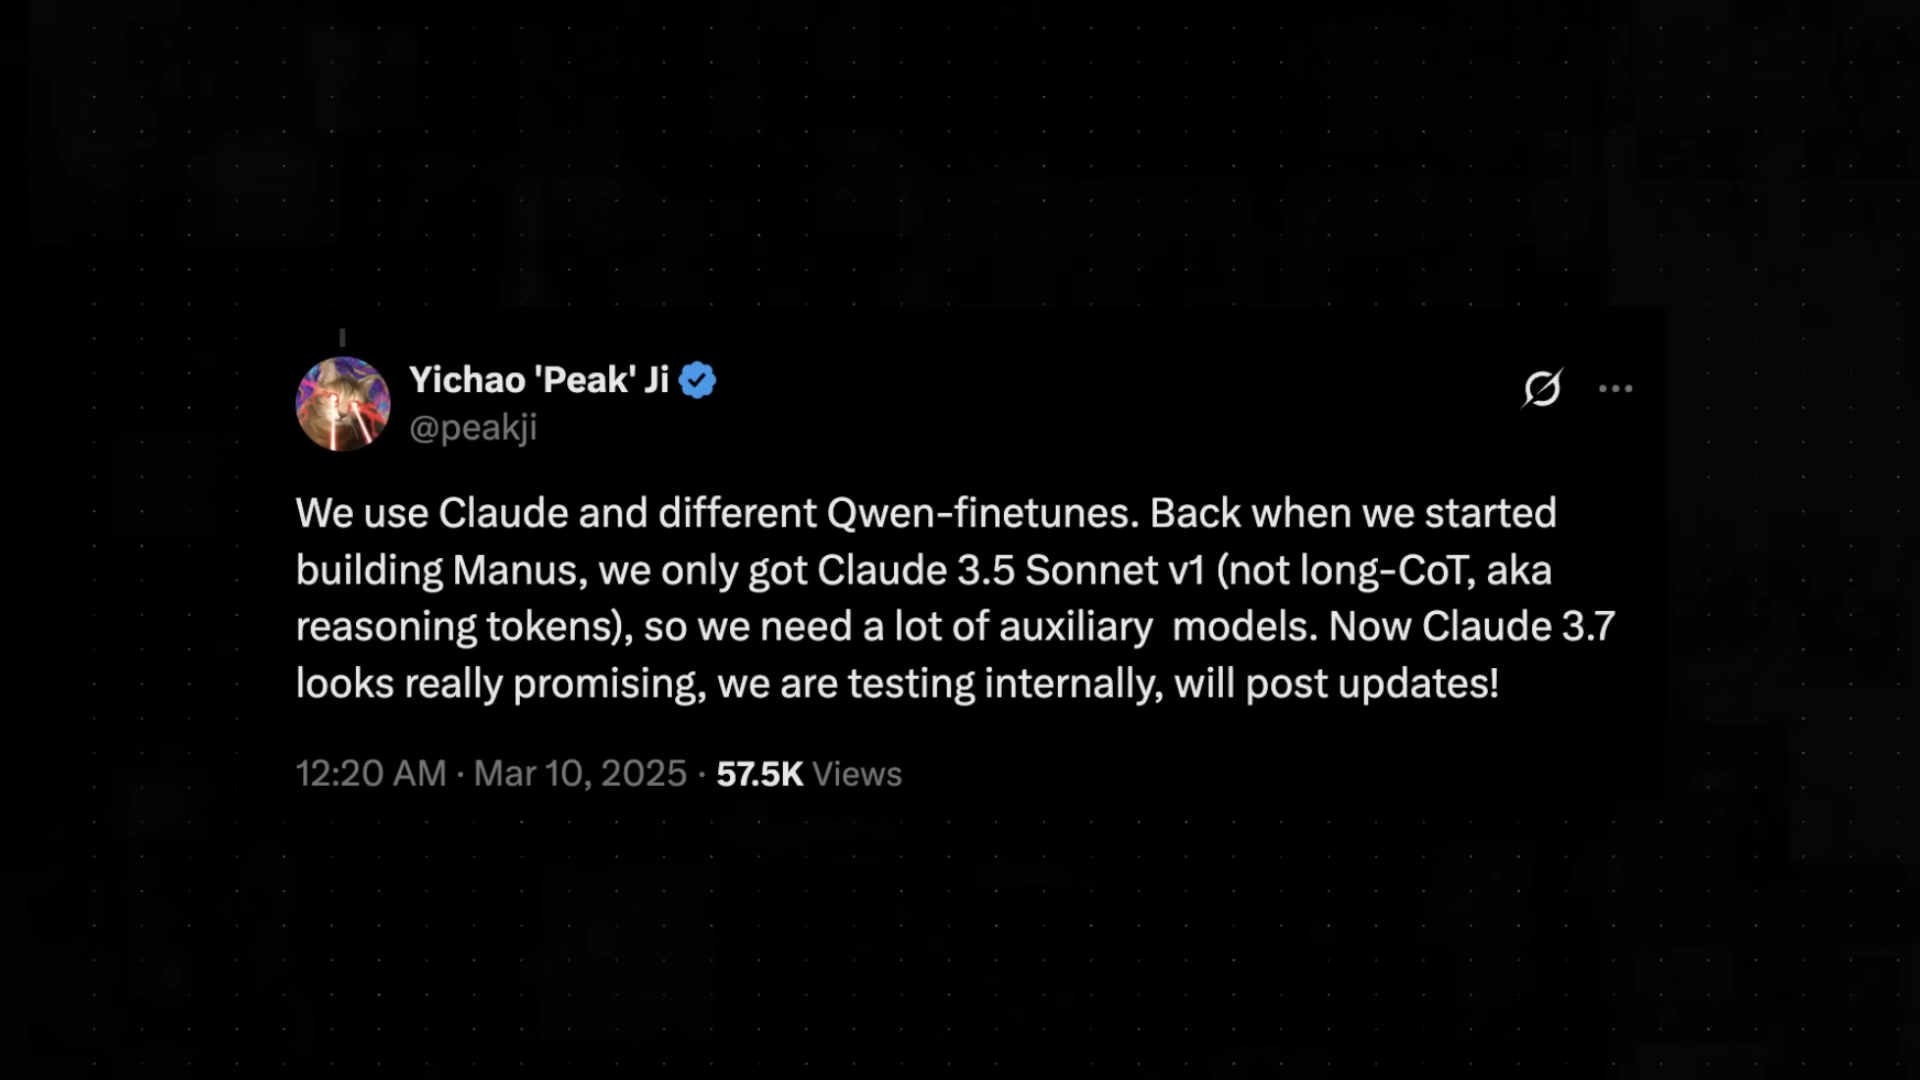 Yichao 'Peak' Ji
@peakji
We use Claude and different Qwen-finetunes. Back when we started
building Manus, we only got Claude 3.5 Sonnet v1 (not long-CoT, aka
reasoning tokens), so we need a lot of auxiliary  models. Now Claude 3.7
looks really promising, we are testing internally, will post updates!
12:20 AM · Mar 10, 2025 · 57.5K Views